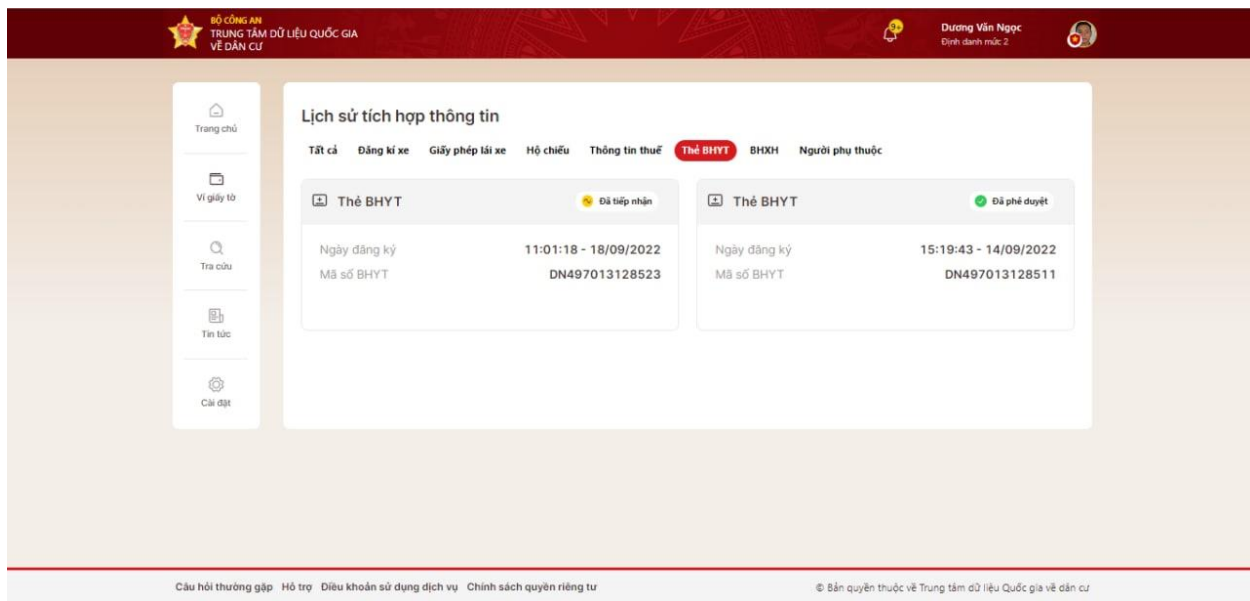 BỘ CÔNG AN
TRUNG TÂM DỮ LIỆU QUỐC GIA
VỀ DÂN CƯ
9+
Dương Văn Ngọc
Định danh mức 2
Trang chủ
Ví giấy tờ
Tra cứu
Tin tức
Cài đặt
Lịch sử tích hợp thông tin
Tất cả Đăng kí xe Giấy phép lái xe Hộ chiếu Thông tin thuế Thẻ BHYT BHXH Người phụ thuộc
Thẻ BHYT Đã tiếp nhận
Ngày đăng ký 11:01:18 - 18/09/2022
Mã số BHYT DN497013128523
Thẻ BHYT Đã phê duyệt
Ngày đăng ký 15:19:43 - 14/09/2022
Mã số BHYT DN497013128511
Câu hỏi thường gặp Hỗ trợ Điều khoản sử dụng dịch vụ Chính sách quyền riêng tư
© Bản quyền thuộc về Trung tâm dữ liệu Quốc gia về dân cư